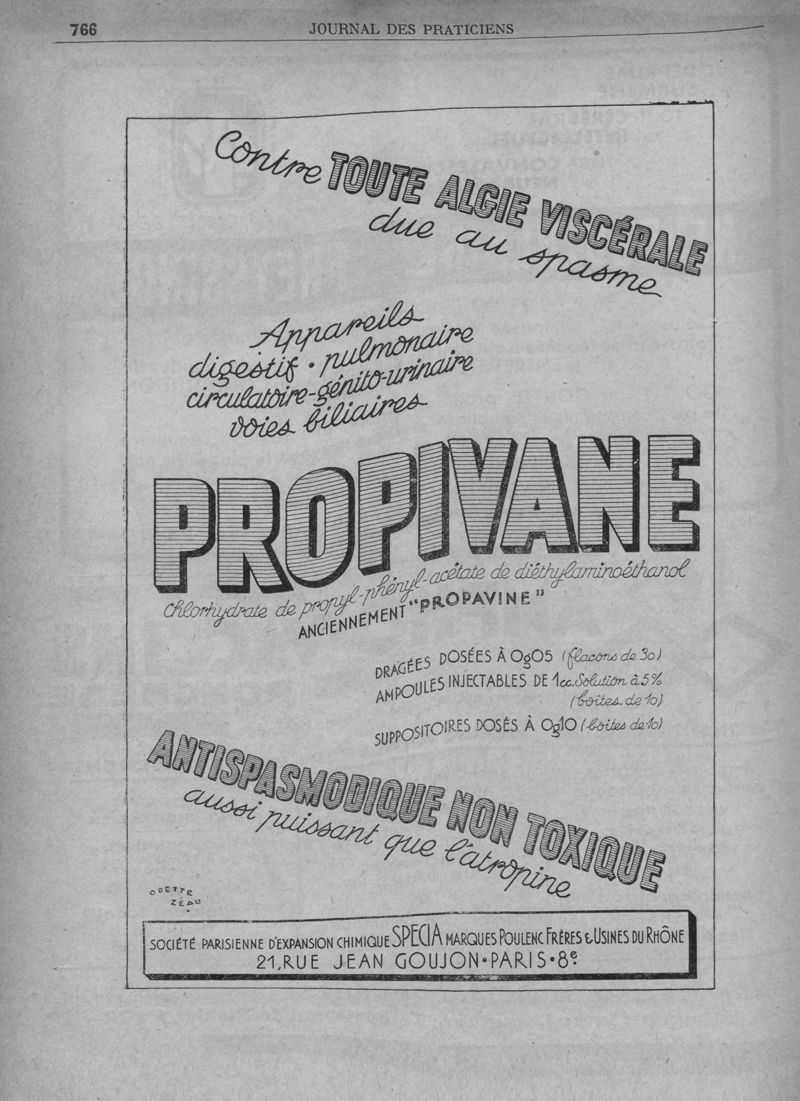 766
JOURNAL DES PRATICIENS
Contre TOUTE ALGIE VISCÉRALE
due au spasme
Appareils
digestif • pulmonaire
circulatoire-génito-urinaire
voies biliaires
PROPIVANE
Chlorhydrate de propyl-phényl-acétate de diéthylaminoéthanol
ANCIENNEMENT "PROPAVINE"
DRAGÉES DOSÉES À 0g05 (flacons de 30)
AMPOULES INJECTABLES DE 1cc. Solution à 5%
(boîtes de 10)
SUPPOSITOIRES DOSÉS À 0g10 (boîtes de 10)
ANTISPASMODIQUE NON TOXIQUE
aussi puissant que l'atropine
ODETTE
ZÉAU
SOCIÉTÉ PARISIENNE D'EXPANSION CHIMIQUE SPECIA MARQUES POULENC FRÈRES & USINES DU RHÔNE
21, RUE JEAN GOUJON • PARIS • 8e